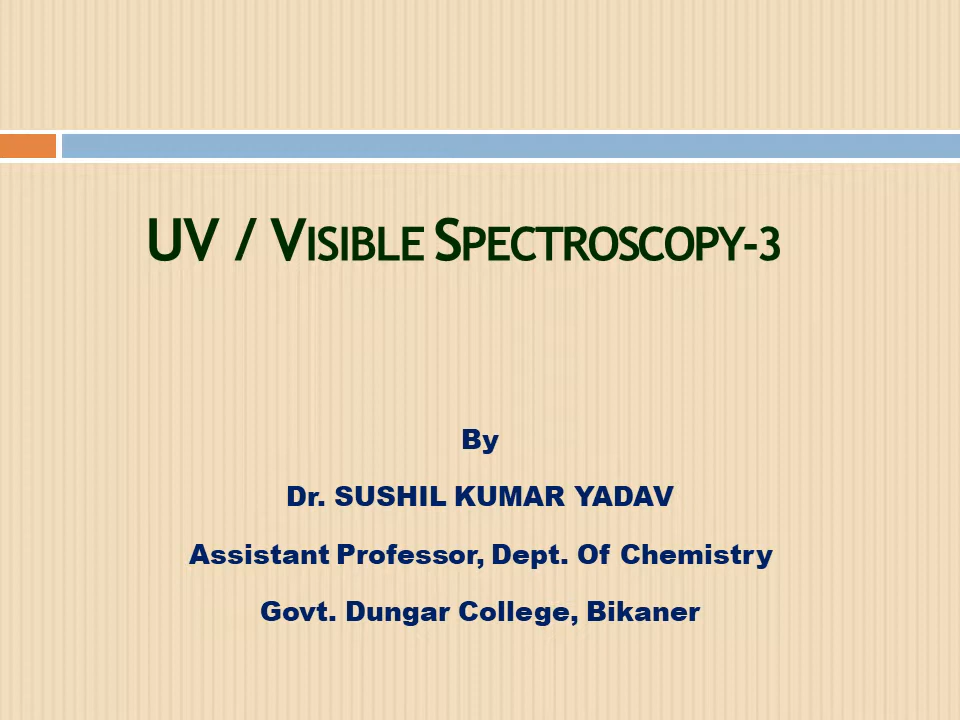 UV / VISIBLE SPECTROSCOPY-3
By
Dr. SUSHIL KUMAR YADAV
Assistant Professor, Dept. Of Chemistry
Govt. Dungar College, Bikaner